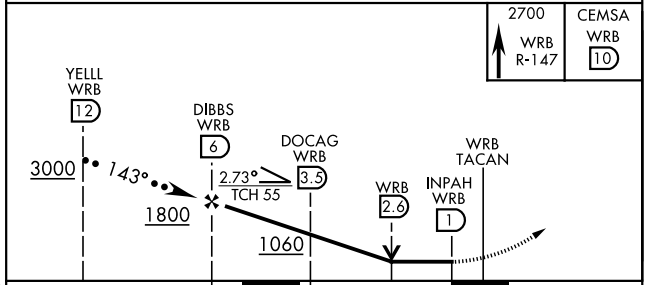 2700
WRB
R-147
CEMSA
WRB
10
YELLL
WRB
12
DIBBS
WRB
6
DOCAG
WRB
3.5
WRB
2.6
INPAH
WRB
1
WRB
TACAN
3000
143°
2.73°
TCH 55
1800
1060